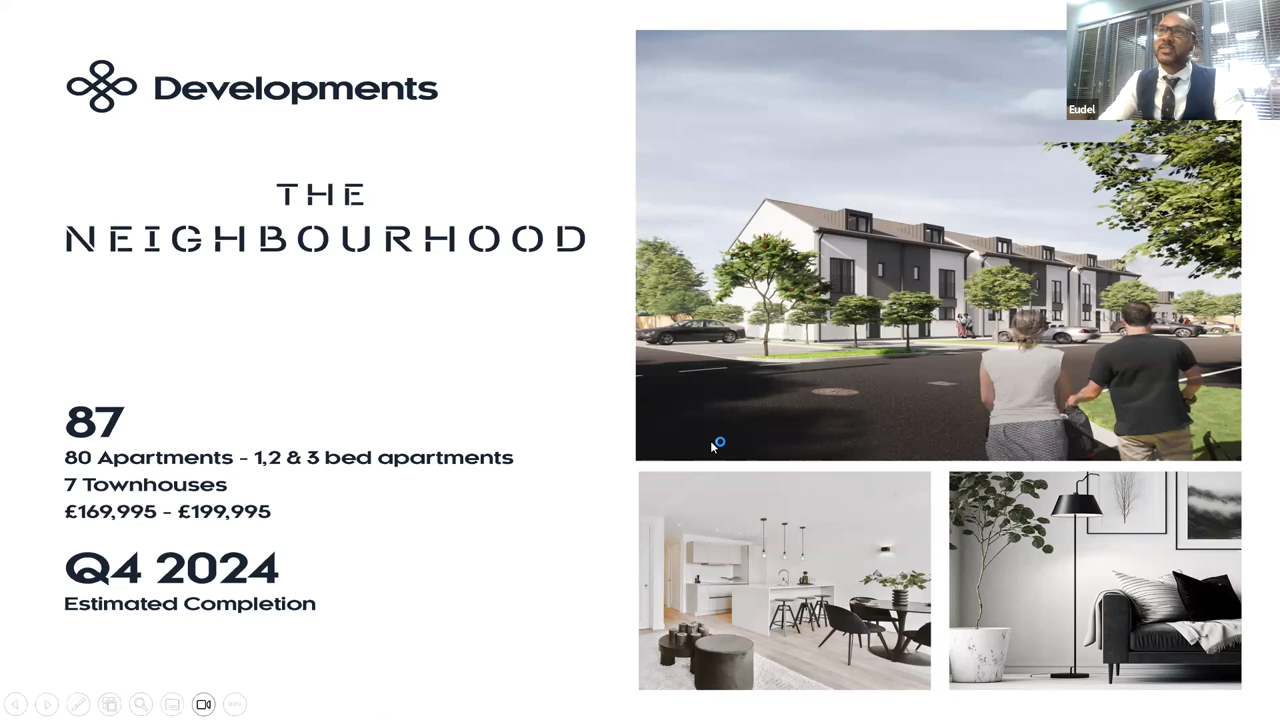 Developments
THE
NEIGHBOURHOOD
87
80 Apartments - 1,2 & 3 bed apartments
7 Townhouses
£169,995 - £199,995
Q4 2024
Estimated Completion
Eudel